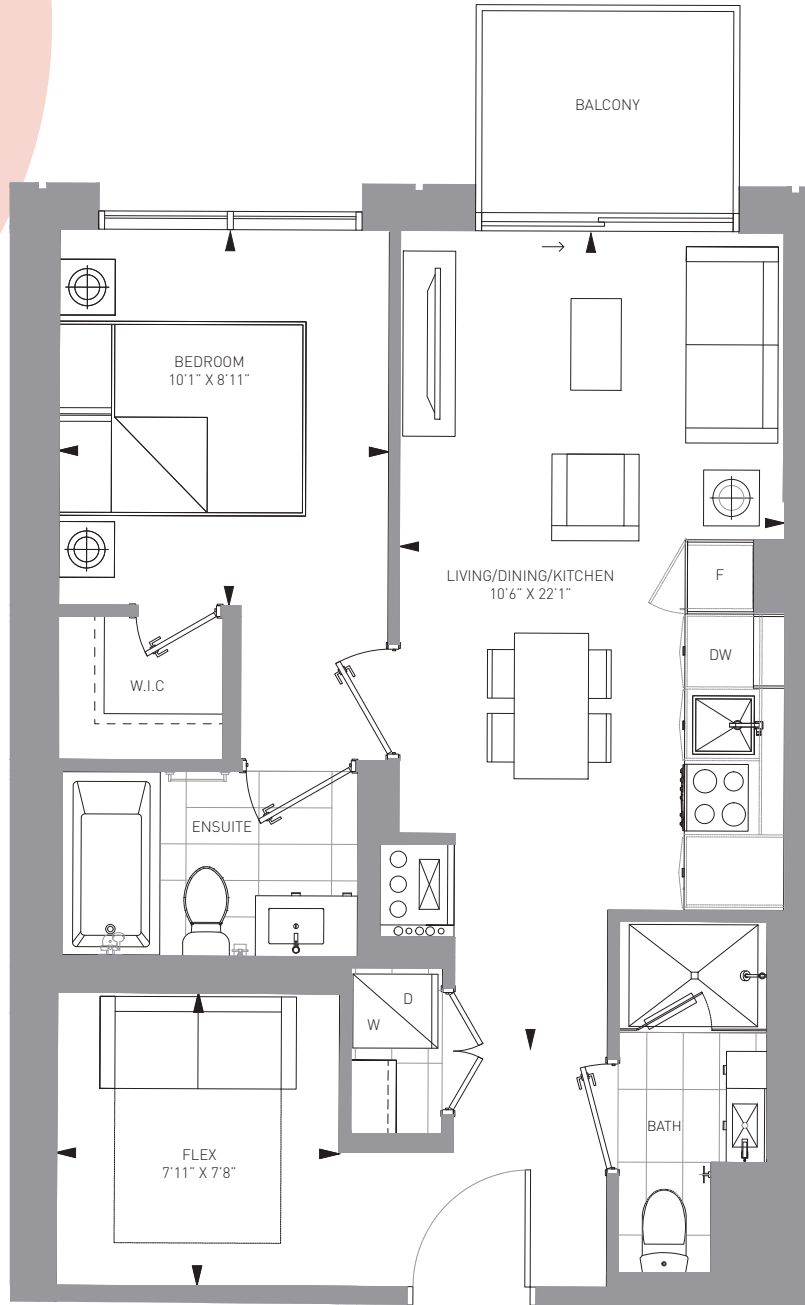 BALCONY
BEDROOM
10'1" X 8'11"
LIVING/DINING/KITCHEN
10'6" X 22'1"
F
DW
W.I.C
ENSUITE
D
W
BATH
FLEX
7'11" X 7'8"